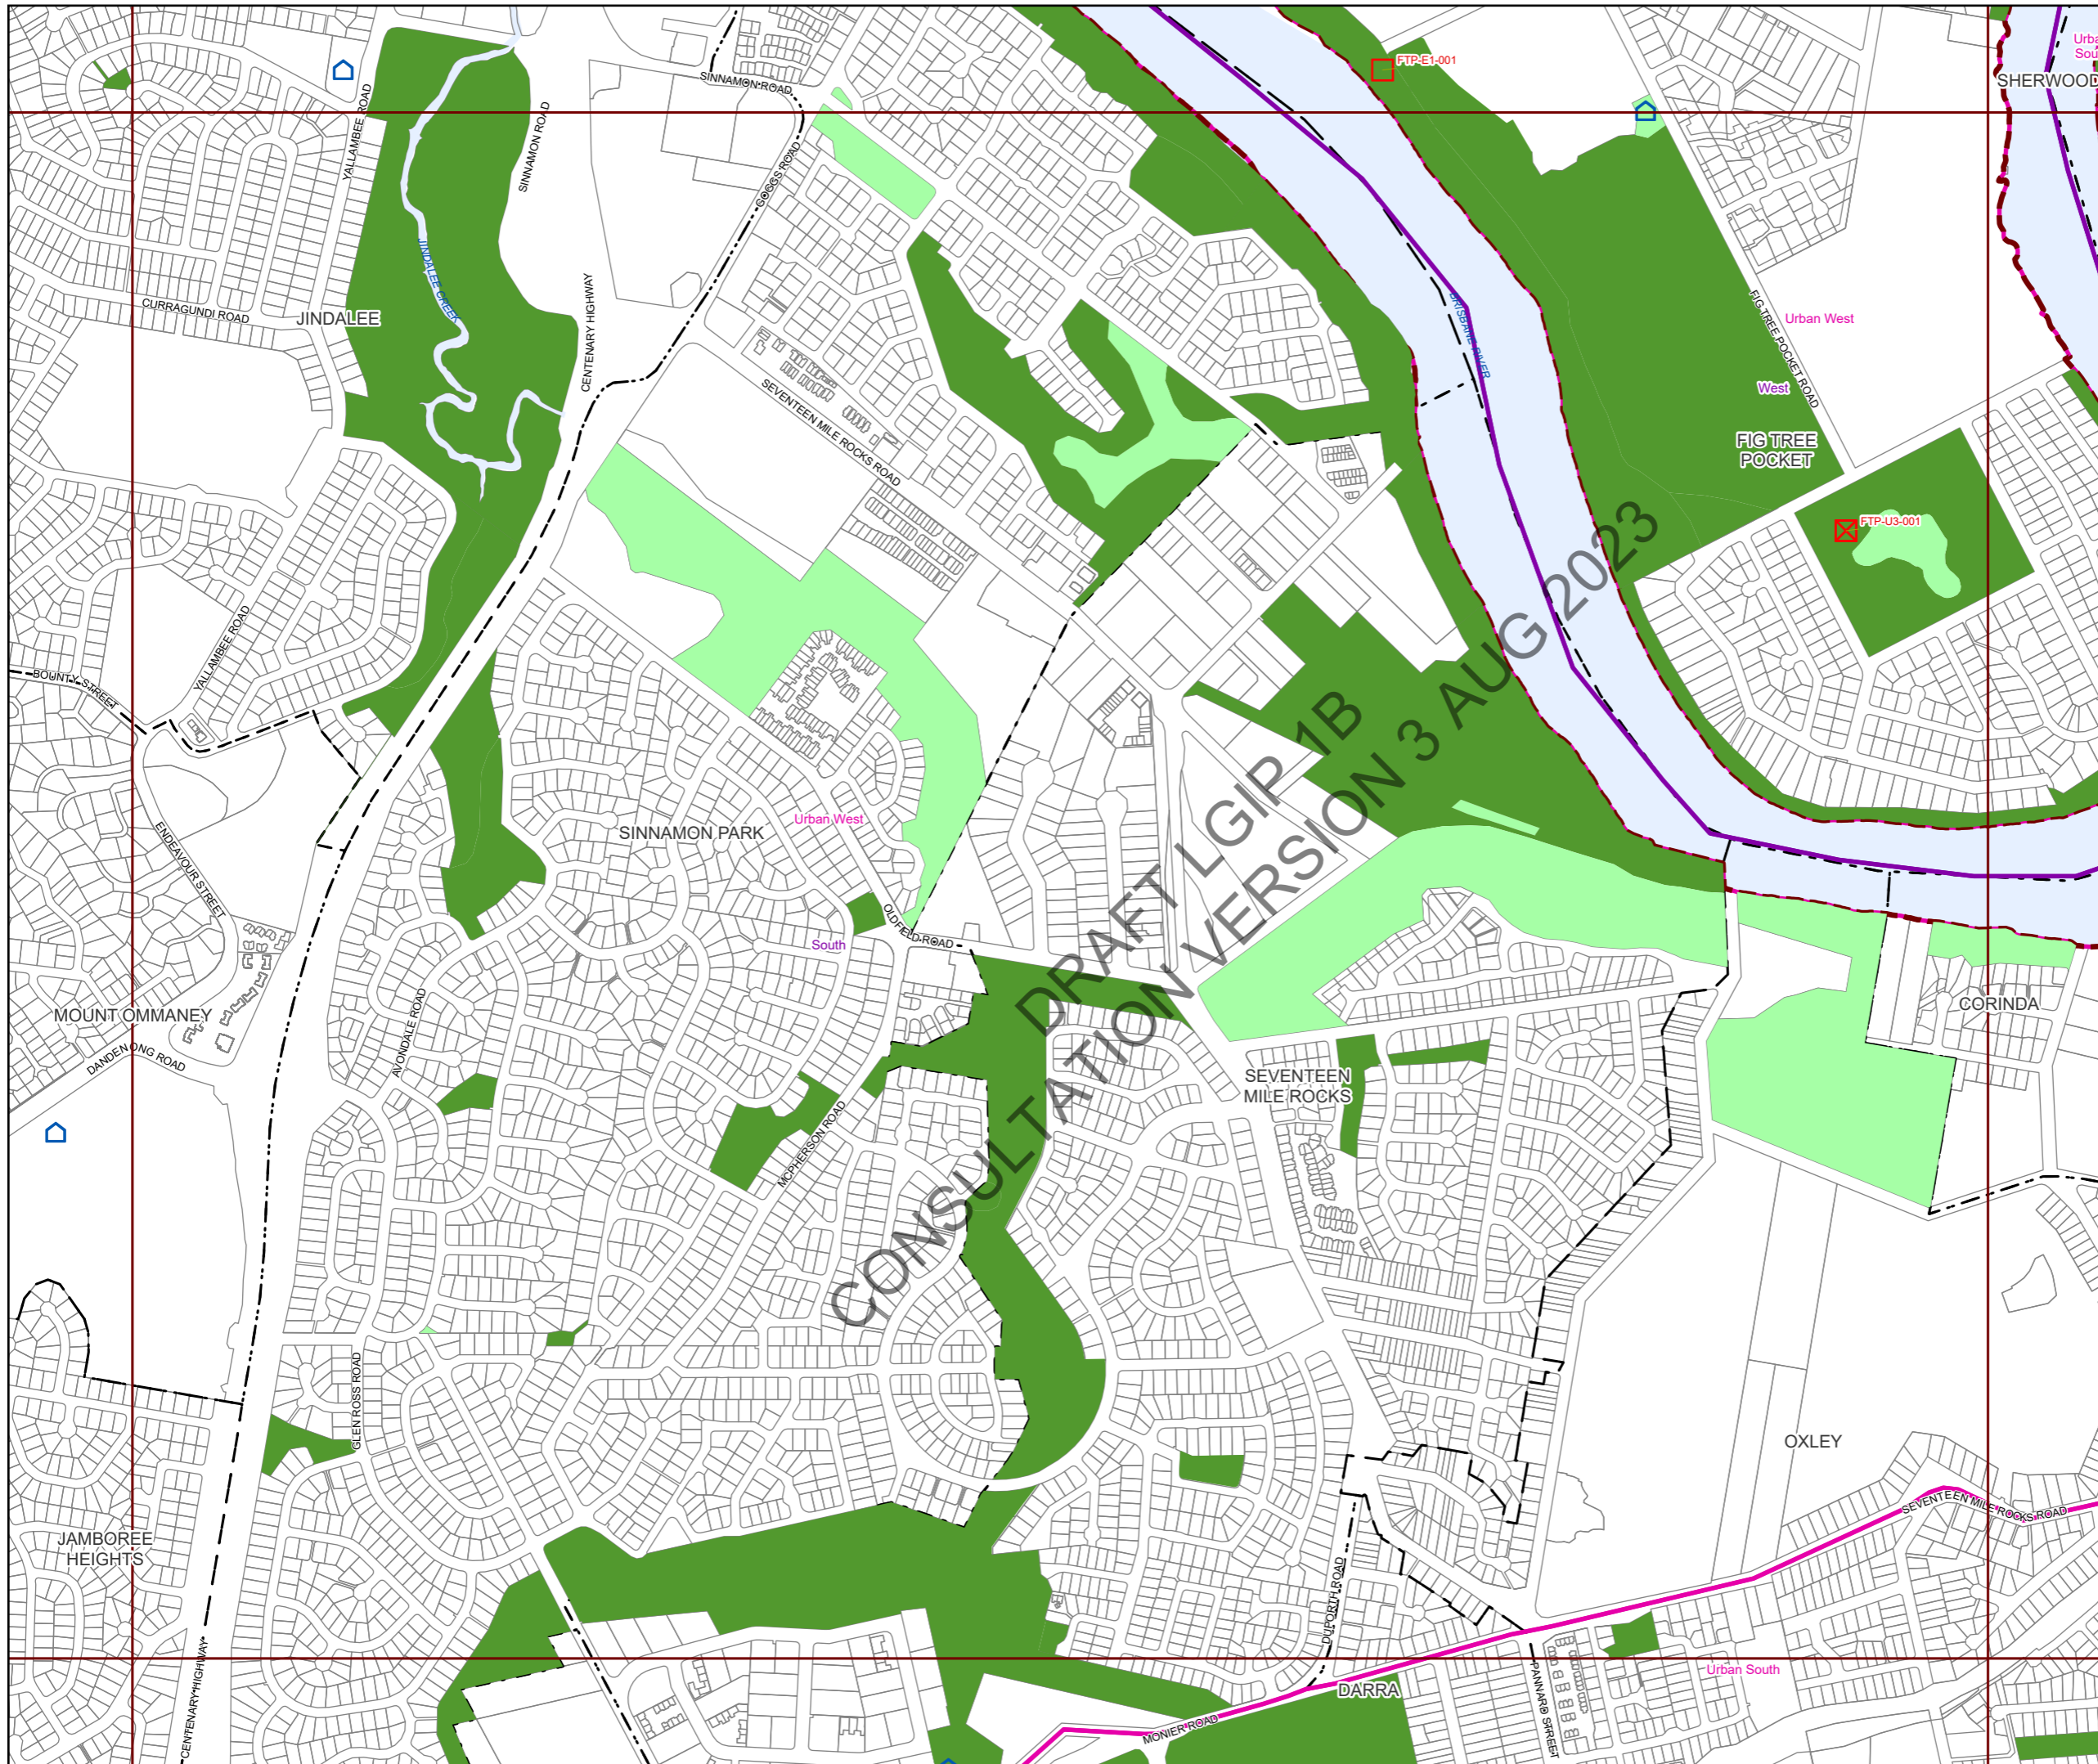 FTP-E1-001
Urba
Sou
SHERWOOD
SINNAMON ROAD
YALLAMBEE ROAD
SINNAMON ROAD
GOGGS ROAD
JINDALEE CREEK
CURRAGUNDI ROAD
JINDALEE
CENTENARY HIGHWAY
BRISBANE RIVER
FIG TREE POCKET ROAD
Urban West
West
FIG TREE
POCKET
SEVENTEEN MILE ROCKS ROAD
FTP-U3-001
YALLAMBEE ROAD
BOUNTY STREET
ENDEAVOUR STREET
SINNAMON PARK
Urban West
South
OLDFIELD ROAD
DRAFT LGIP 1B
CONSULTATION VERSION 3 AUG 2023
MOUNT OMMANEY
DANDENONG ROAD
AVONDALE ROAD
CORINDA
SEVENTEEN
MILE ROCKS
MCPHERSON ROAD
GLEN ROSS ROAD
OXLEY
SEVENTEEN MILE ROCKS ROAD
JAMBOREE
HEIGHTS
DUPORTH ROAD
CENTENARY HIGHWAY
Urban South
DARRA
PANNARD STREET
MONIER ROAD